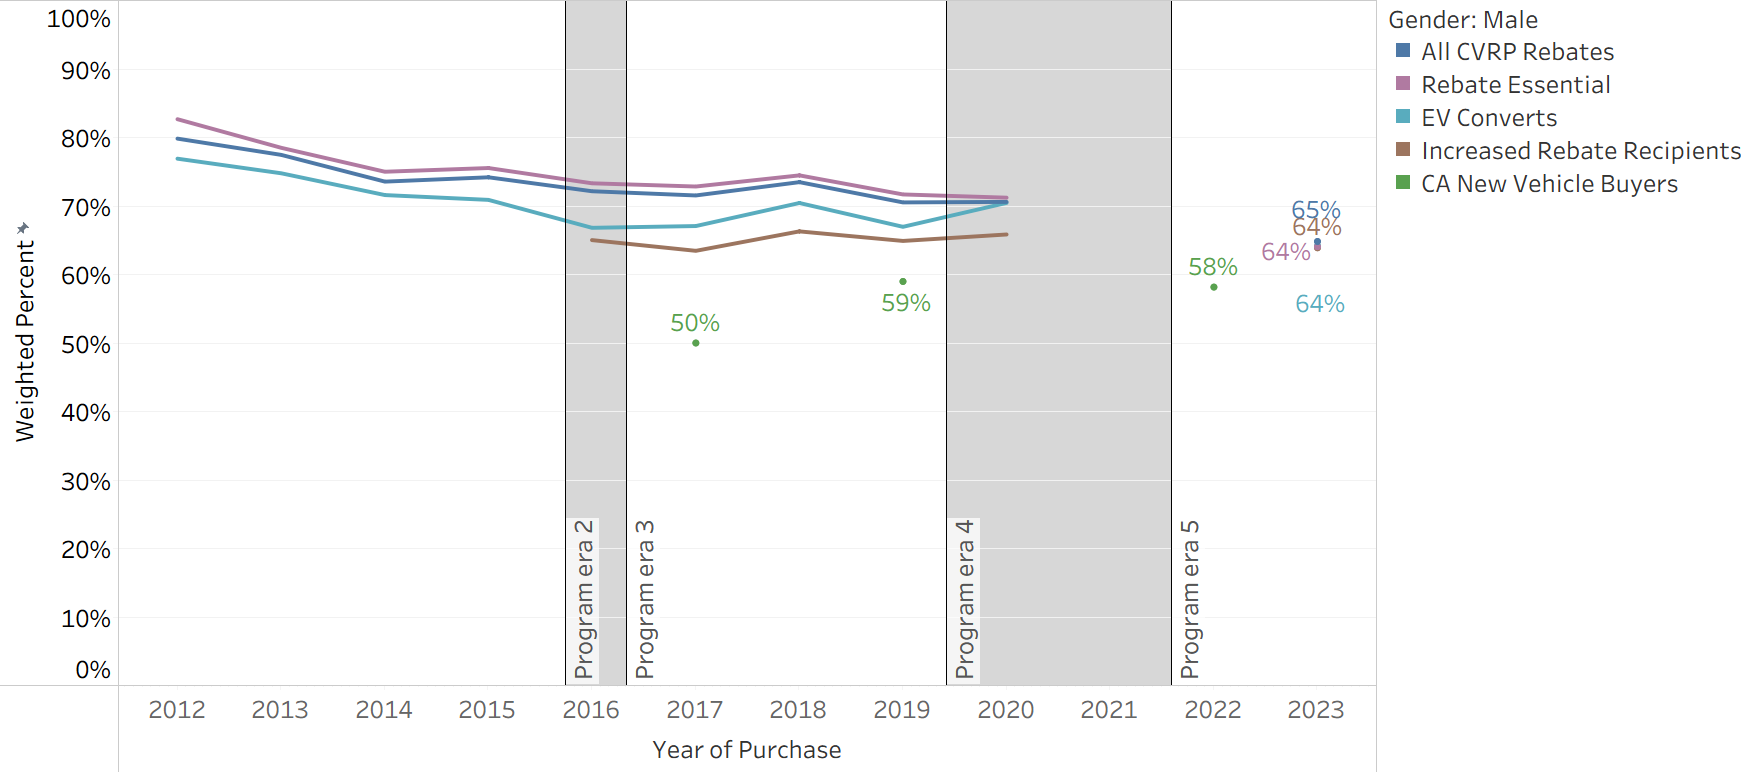 100%
90%
80%
70%
60%
50%
40%
30%
20%
10%
0%
Weighted Percent
Program era 2
Program era 3
Program era 4
Program era 5
50%
59%
58%
65%
64%
64%
64%
2012 2013 2014 2015 2016 2017 2018 2019 2020 2021 2022 2023
Year of Purchase
Gender: Male
All CVRP Rebates
Rebate Essential
EV Converts
Increased Rebate Recipients
CA New Vehicle Buyers